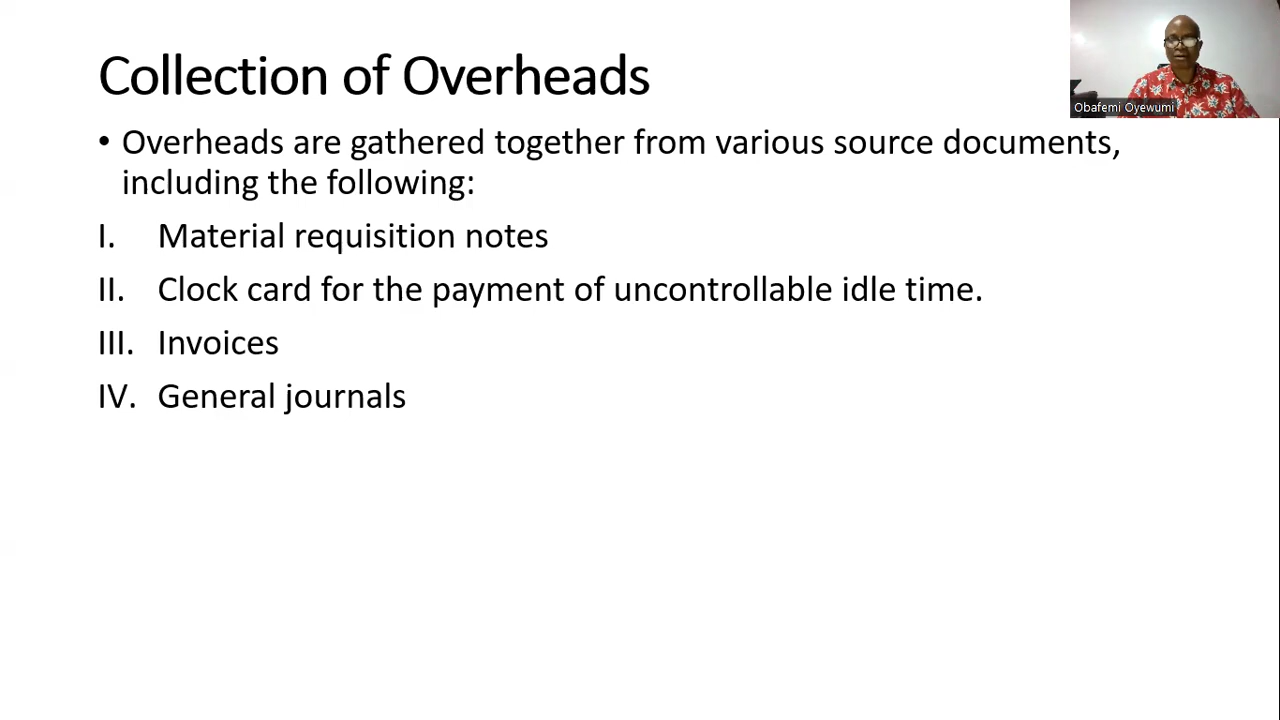 Collection of Overheads
Obafemi Oyewumi
• Overheads are gathered together from various source documents,
including the following:
I. Material requisition notes
II. Clock card for the payment of uncontrollable idle time.
III. Invoices
IV. General journals